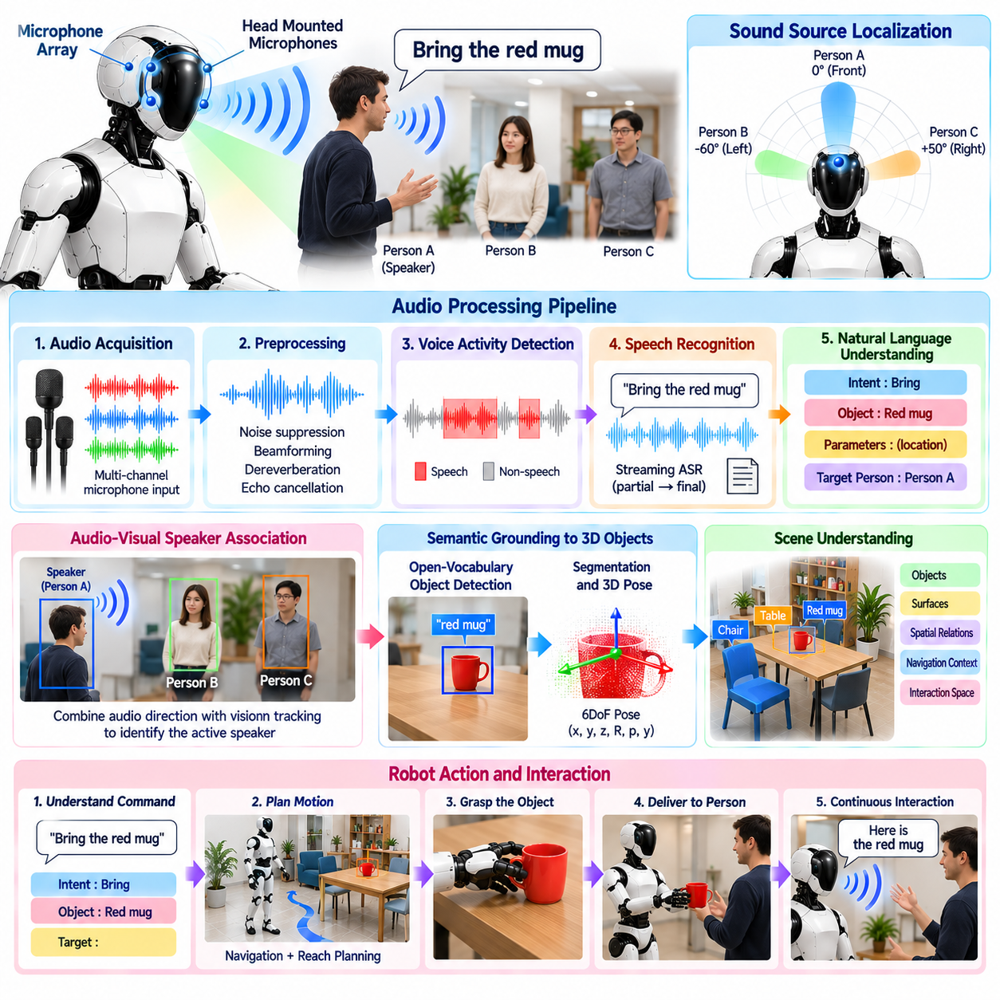 Microphone
Array
Head Mounted
Microphones
Bring the red mug
Person A
(Speaker)
Person B
Person C
Sound Source Localization
Person A
0° (Front)
Person B
-60° (Left)
Person C
+50° (Right)
Audio Processing Pipeline
1. Audio Acquisition
Multi-channel
microphone input
2. Preprocessing
Noise suppression
Beamforming
Dereverberation
Echo cancellation
3. Voice Activity Detection
Speech
Non-speech
4. Speech Recognition
"Bring the red mug"
Streaming ASR
(partial → final)
5. Natural Language
Understanding
Intent : Bring
Object : Red mug
Parameters : (location)
Target Person : Person A
Audio-Visual Speaker Association
Speaker
(Person A)
Person B
Person C
Combine audio direction with visionn tracking
to identify the active speaker
Semantic Grounding to 3D Objects
Open-Vocabulary
Object Detection
"red mug"
Segmentation
and 3D Pose
6DoF Pose
(x, y, z, R, p, y)
Scene Understanding
Chair
Table
Red mug
Objects
Surfaces
Spatial Relations
Navigation Context
Interaction Space
Robot Action and Interaction
1. Understand Command
"Bring the red mug"
Intent : Bring
Object : Red mug
Target :
2. Plan Motion
Navigation + Reach Planning
3. Grasp the Object
4. Deliver to Person
5. Continuous Interaction
Here is
the red mug